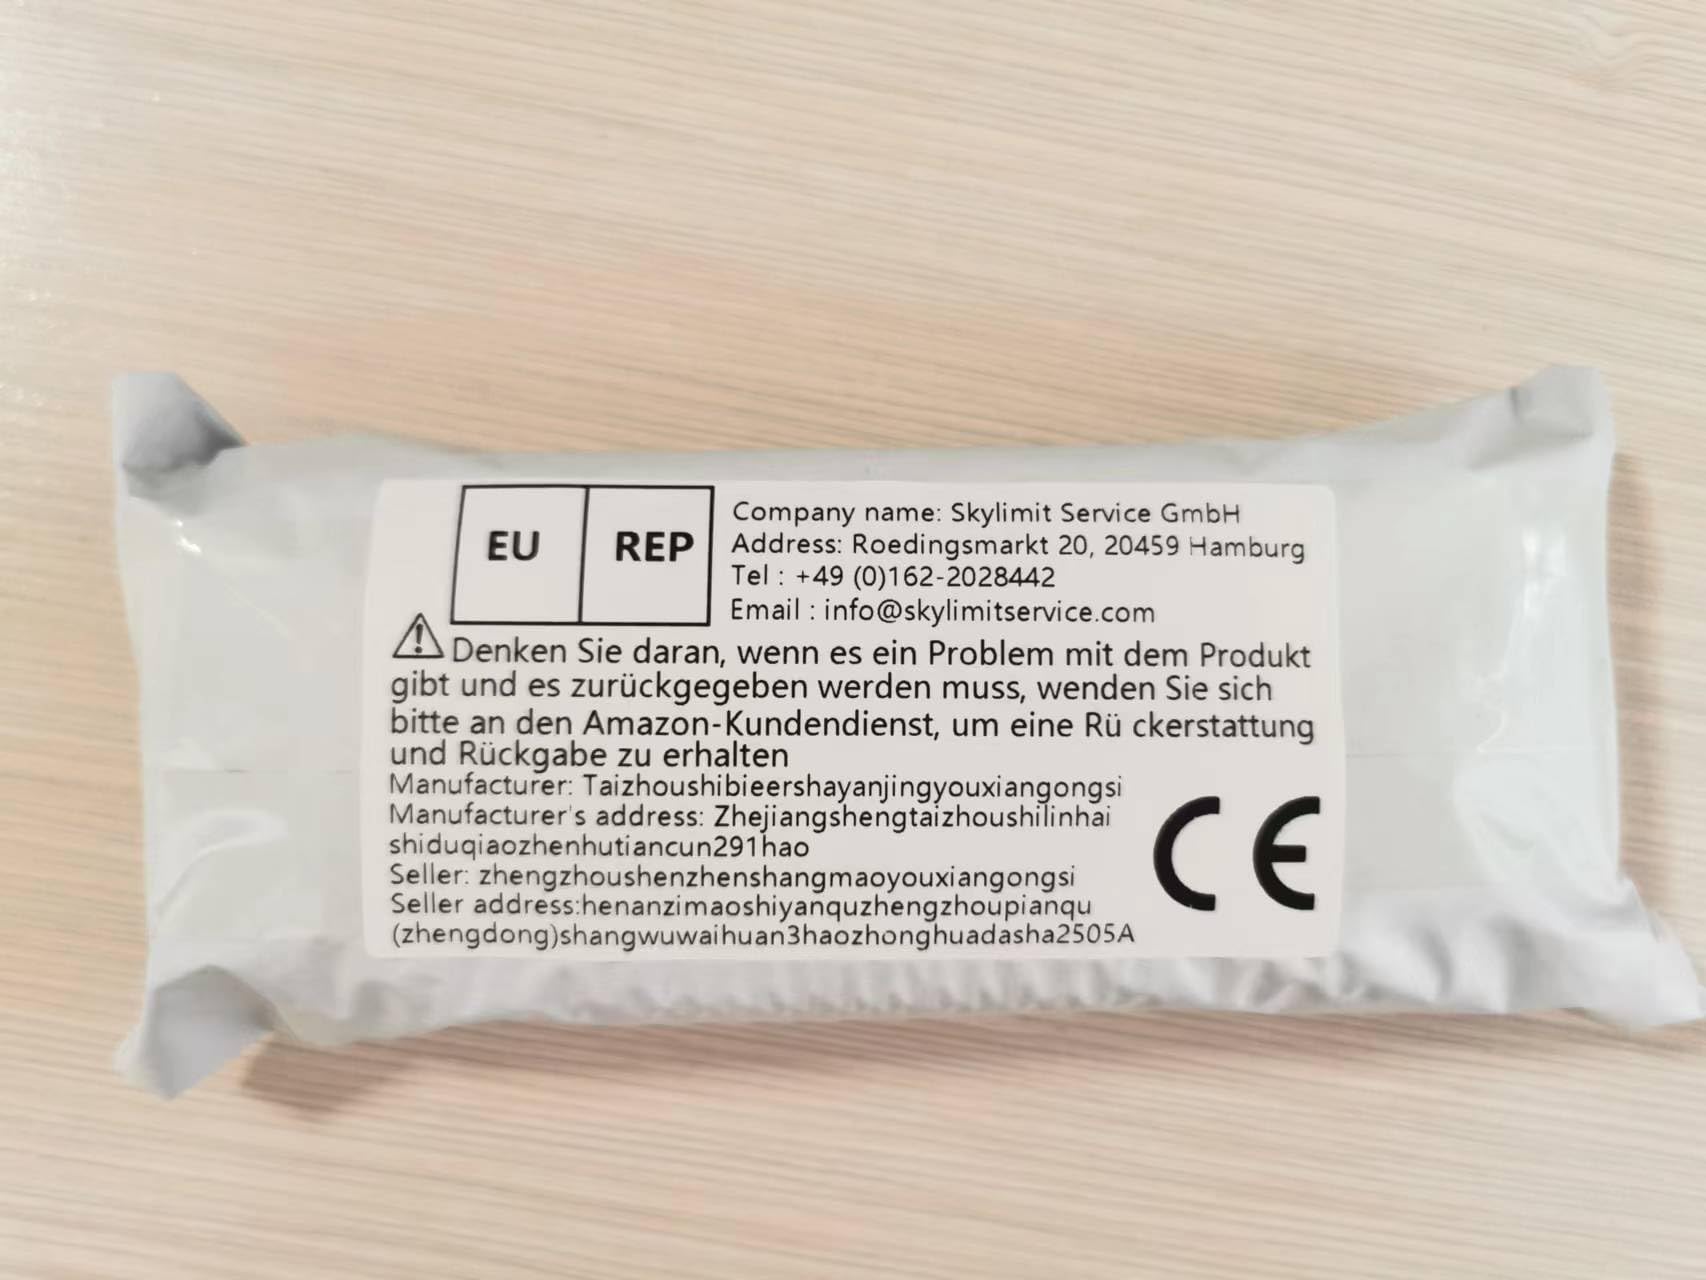 EU REP
Company name: Skylimit Service GmbH
Address: Roedingsmarkt 20, 20459 Hamburg
Tel : +49 (0)162-2028442
Email : info@skylimitservice.com
Denken Sie daran, wenn es ein Problem mit dem Produkt
gibt und es zurückgegeben werden muss, wenden Sie sich
bitte an den Amazon-Kundendienst, um eine Rü ckerstattung
und Rückgabe zu erhalten
Manufacturer: Taizhoushibieershayanjingyouxiangongsi
Manufacturer's address: Zhejiangshengtaizhoushilinhai
shiduqiaozhenhutiancun291hao
Seller: zhengzhoushenzhenshangmaoyouxiangongsi
Seller address:henanzimaoshiyanquzhengzhoupianqu
(zhengdong)shangwuwaihuan3haozhonghuadasha2505A
CE